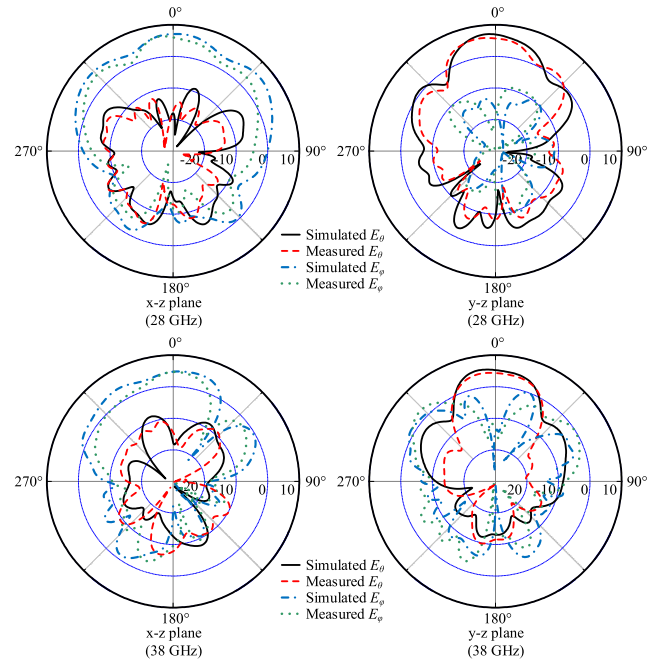 0°
0°
270°
-20
-10
0
10
90°
270°
-20
-10
0
10
90°
Simulated Eθ
Measured Eθ
Simulated Eφ
Measured Eφ
180°
180°
x-z plane
y-z plane
(28 GHz)
(28 GHz)
0°
0°
270°
-20
-10
0
10
90°
270°
-20
-10
0
10
90°
Simulated Eθ
Measured Eθ
Simulated Eφ
Measured Eφ
180°
180°
x-z plane
y-z plane
(38 GHz)
(38 GHz)